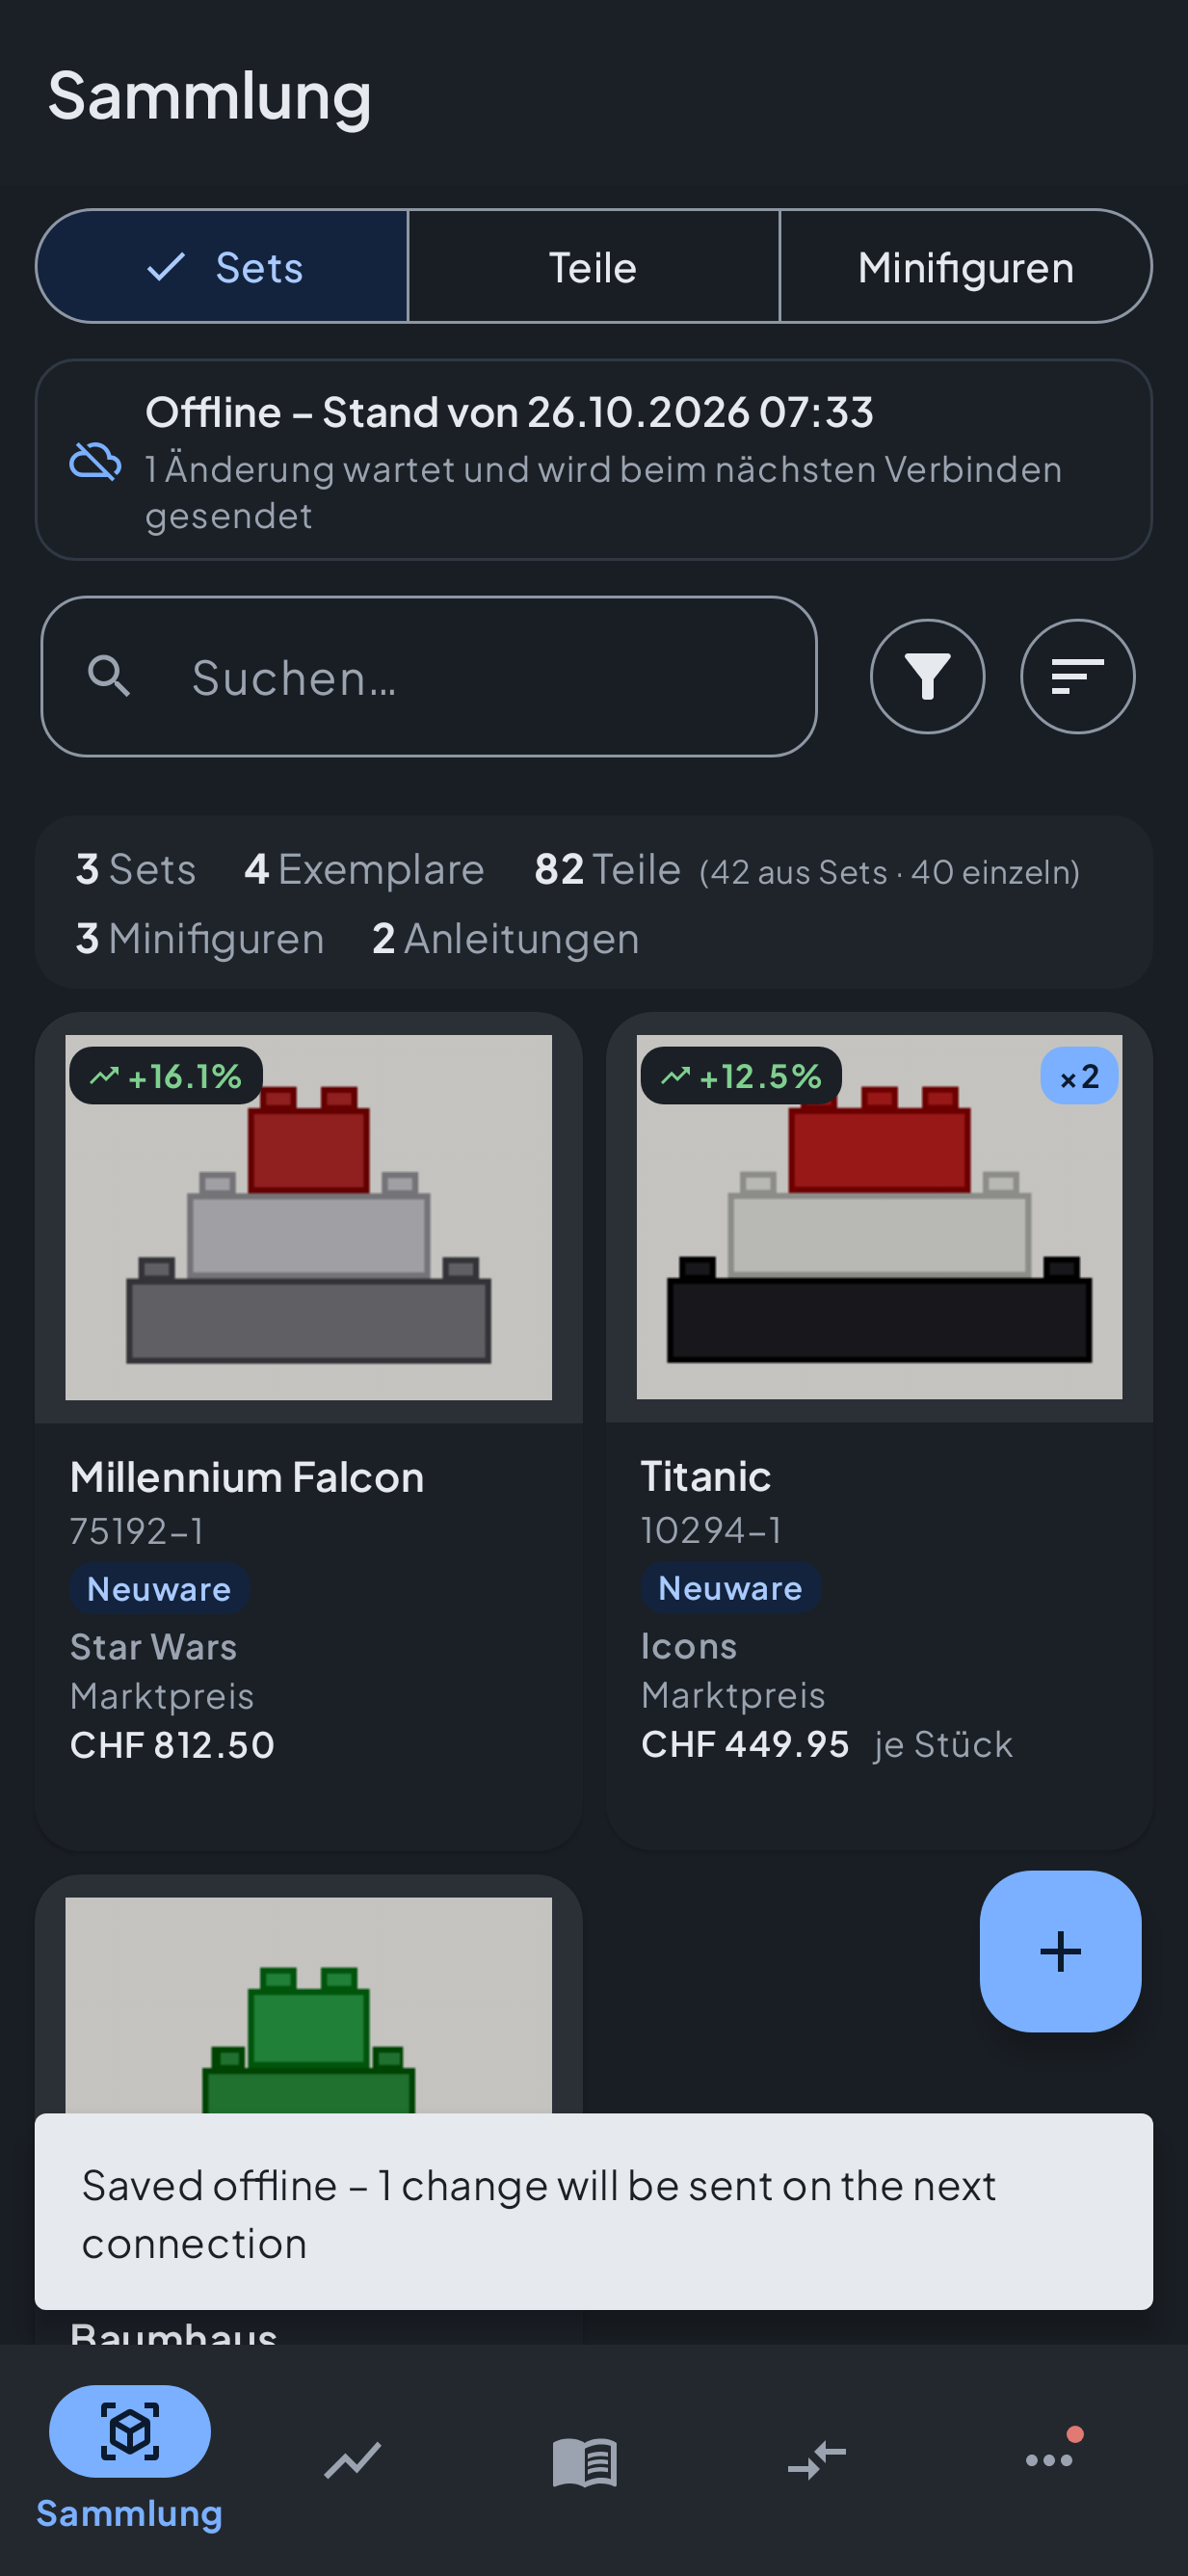 Sammlung
Sets
Teile
Minifiguren
Offline – Stand von 26.10.2026 07:33
1 Änderung wartet und wird beim nächsten Verbinden
gesendet
Suchen…
3 Sets 4 Exemplare 82 Teile (42 aus Sets · 40 einzeln)
3 Minifiguren 2 Anleitungen
+16.1%
Millennium Falcon
75192-1
Neuware
Star Wars
Marktpreis
CHF 812.50
+12.5%
×2
Titanic
10294-1
Neuware
Icons
Marktpreis
CHF 449.95 je Stück
Saved offline – 1 change will be sent on the next
connection
Baumhaus
Sammlung